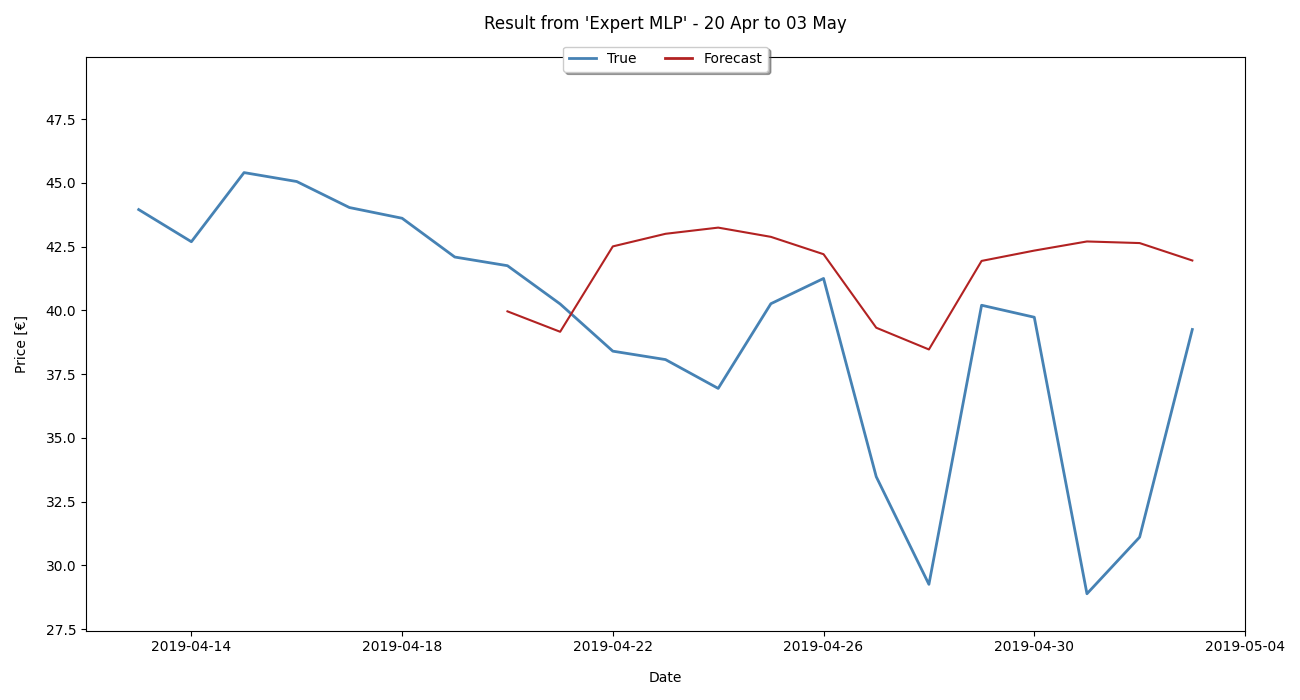 Result from 'Expert MLP' - 20 Apr to 03 May
True Forecast
47.5
45.0
42.5
40.0
37.5
35.0
32.5
30.0
27.5
Price [€]
2019-04-14 2019-04-18 2019-04-22 2019-04-26 2019-04-30 2019-05-04
Date